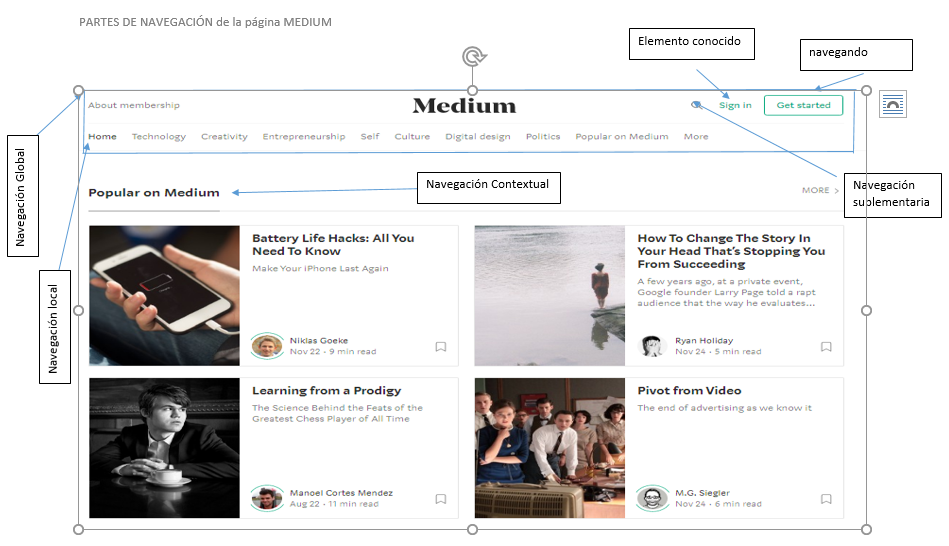 PARTES DE NAVEGACIÓN de la página MEDIUM
Elemento conocido
navegando
About membership
Medium
Sign in
Get started
Home Technology Creativity Entrepreneurship Self Culture Digital design Politics Popular on Medium More
Navegación Global
Navegación Contextual
Popular on Medium
MORE >
Navegación
suplementaria
Navegación local
Battery Life Hacks: All You
Need To Know
Make Your iPhone Last Again
Niklas Goeke
Nov 22 - 9 min read
How To Change The Story In
Your Head That's Stopping You
From Succeeding
A few years ago, at a private event,
Google founder Larry Page told a rapt
audience that the way he evaluates...
Ryan Holiday
Nov 24 - 5 min read
Learning from a Prodigy
The Science Behind the Feats of the
Greatest Chess Player of All Time
Manoel Cortes Mendez
Aug 22 - 11 min read
Pivot from Video
The end of advertising as we know it
M.G. Siegler
Nov 24 - 6 min read